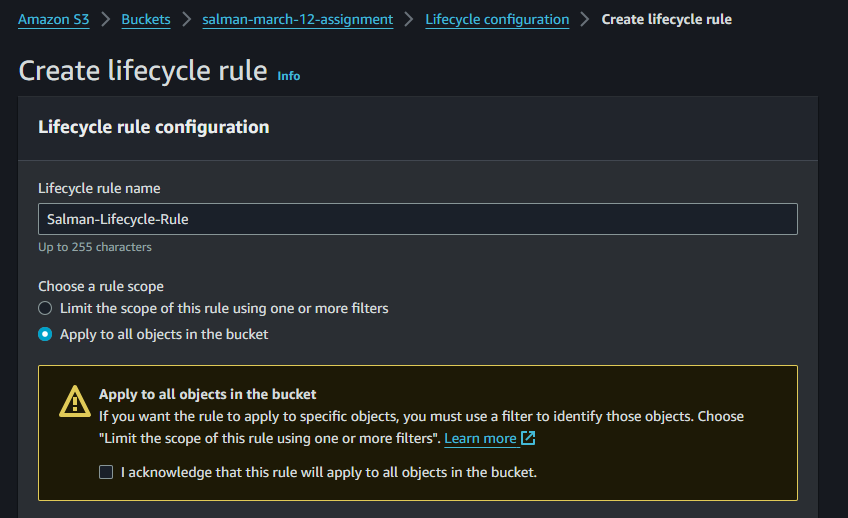 Amazon S3 > Buckets > salman-march-12-assignment > Lifecycle configuration > Create lifecycle rule
Create lifecycle rule Info
Lifecycle rule configuration
Lifecycle rule name
Salman-Lifecycle-Rule
Up to 255 characters
Choose a rule scope
Limit the scope of this rule using one or more filters
Apply to all objects in the bucket
Apply to all objects in the bucket
If you want the rule to apply to specific objects, you must use a filter to identify those objects. Choose
"Limit the scope of this rule using one or more filters". Learn more
I acknowledge that this rule will apply to all objects in the bucket.